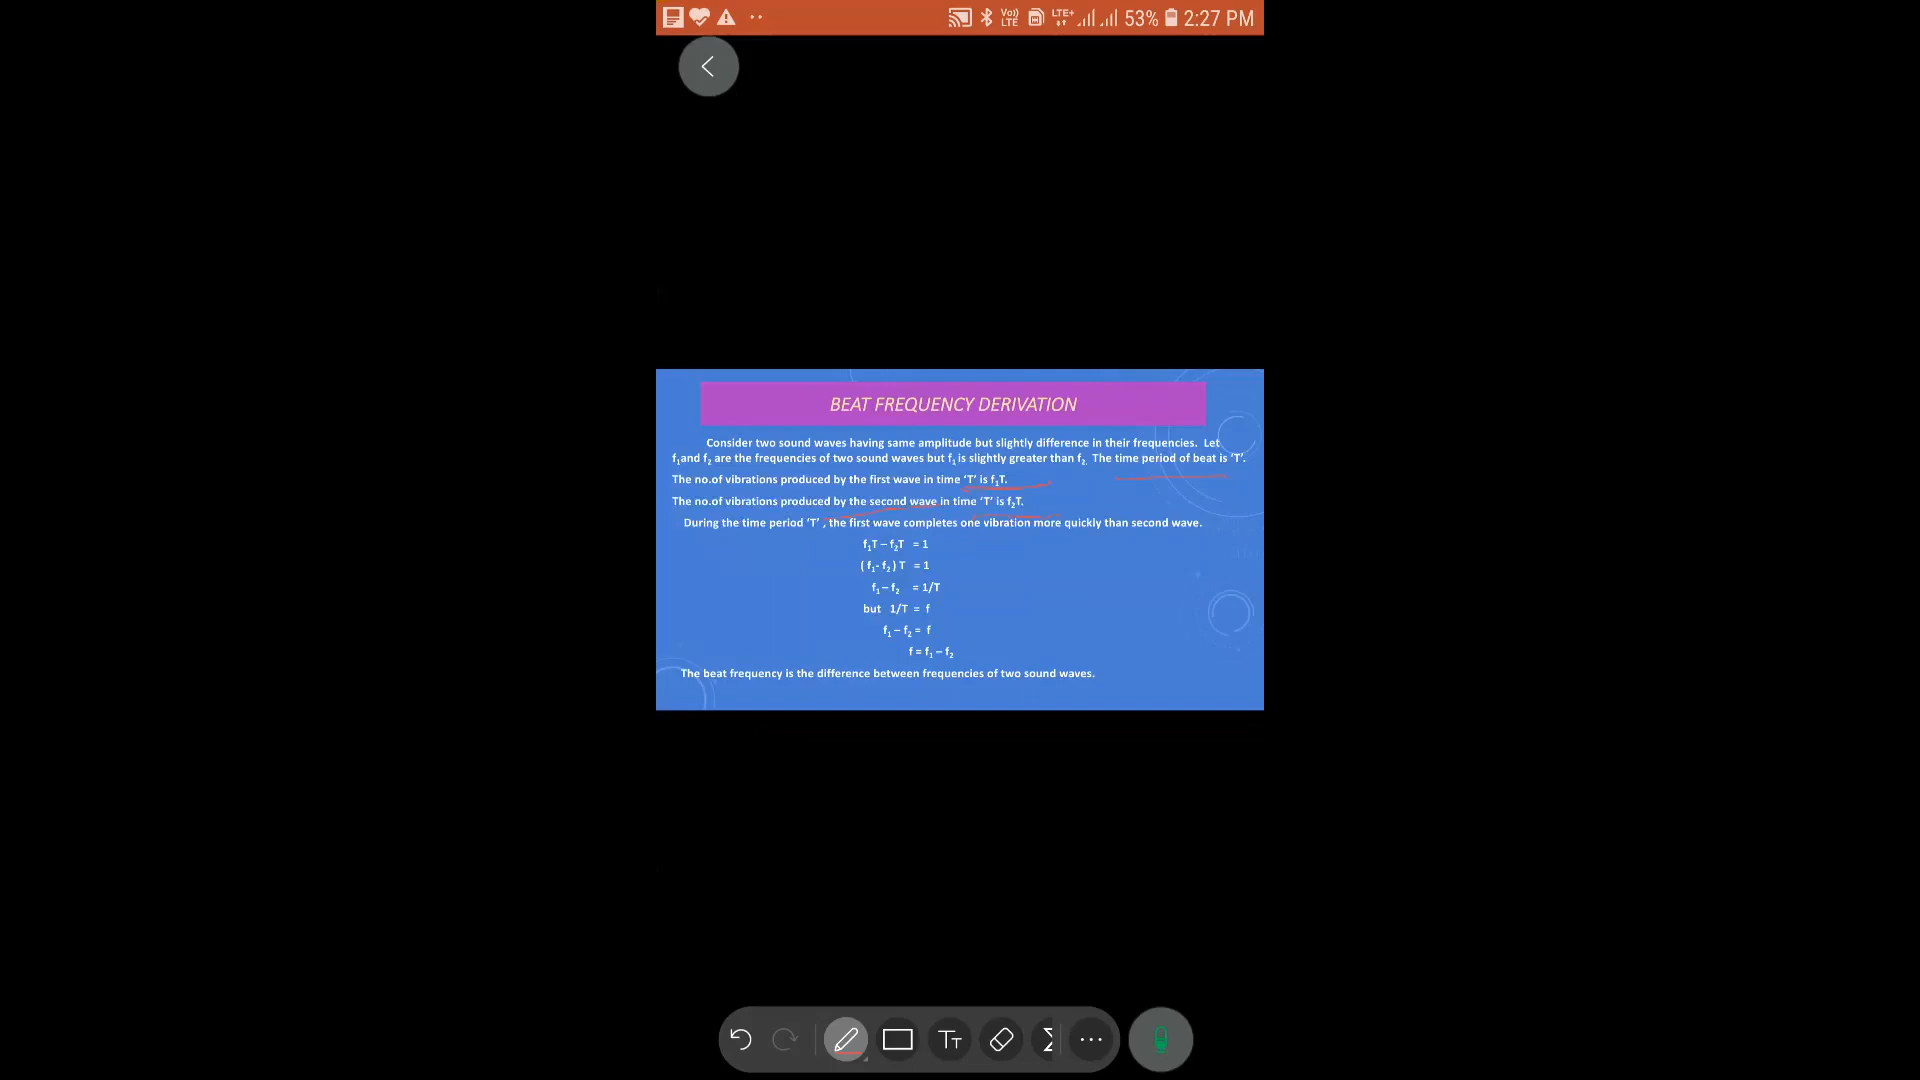 Vo))
LTE
LTE+
53%
2:27 PM
BEAT FREQUENCY DERIVATION
Consider two sound waves having same amplitude but slightly difference in their frequencies. Let
f₁and f₂ are the frequencies of two sound waves but f₁ is slightly greater than f₂. The time period of beat is ‘T’.
The no.of vibrations produced by the first wave in time ‘T’ is f₁T.
The no.of vibrations produced by the second wave in time ‘T’ is f₂T.
During the time period ‘T’ , the first wave completes one vibration more quickly than second wave.
f₁T – f₂T = 1
( f₁- f₂ ) T = 1
f₁ – f₂ = 1/T
but 1/T = f
f₁ – f₂ = f
f = f₁ – f₂
The beat frequency is the difference between frequencies of two sound waves.
TT